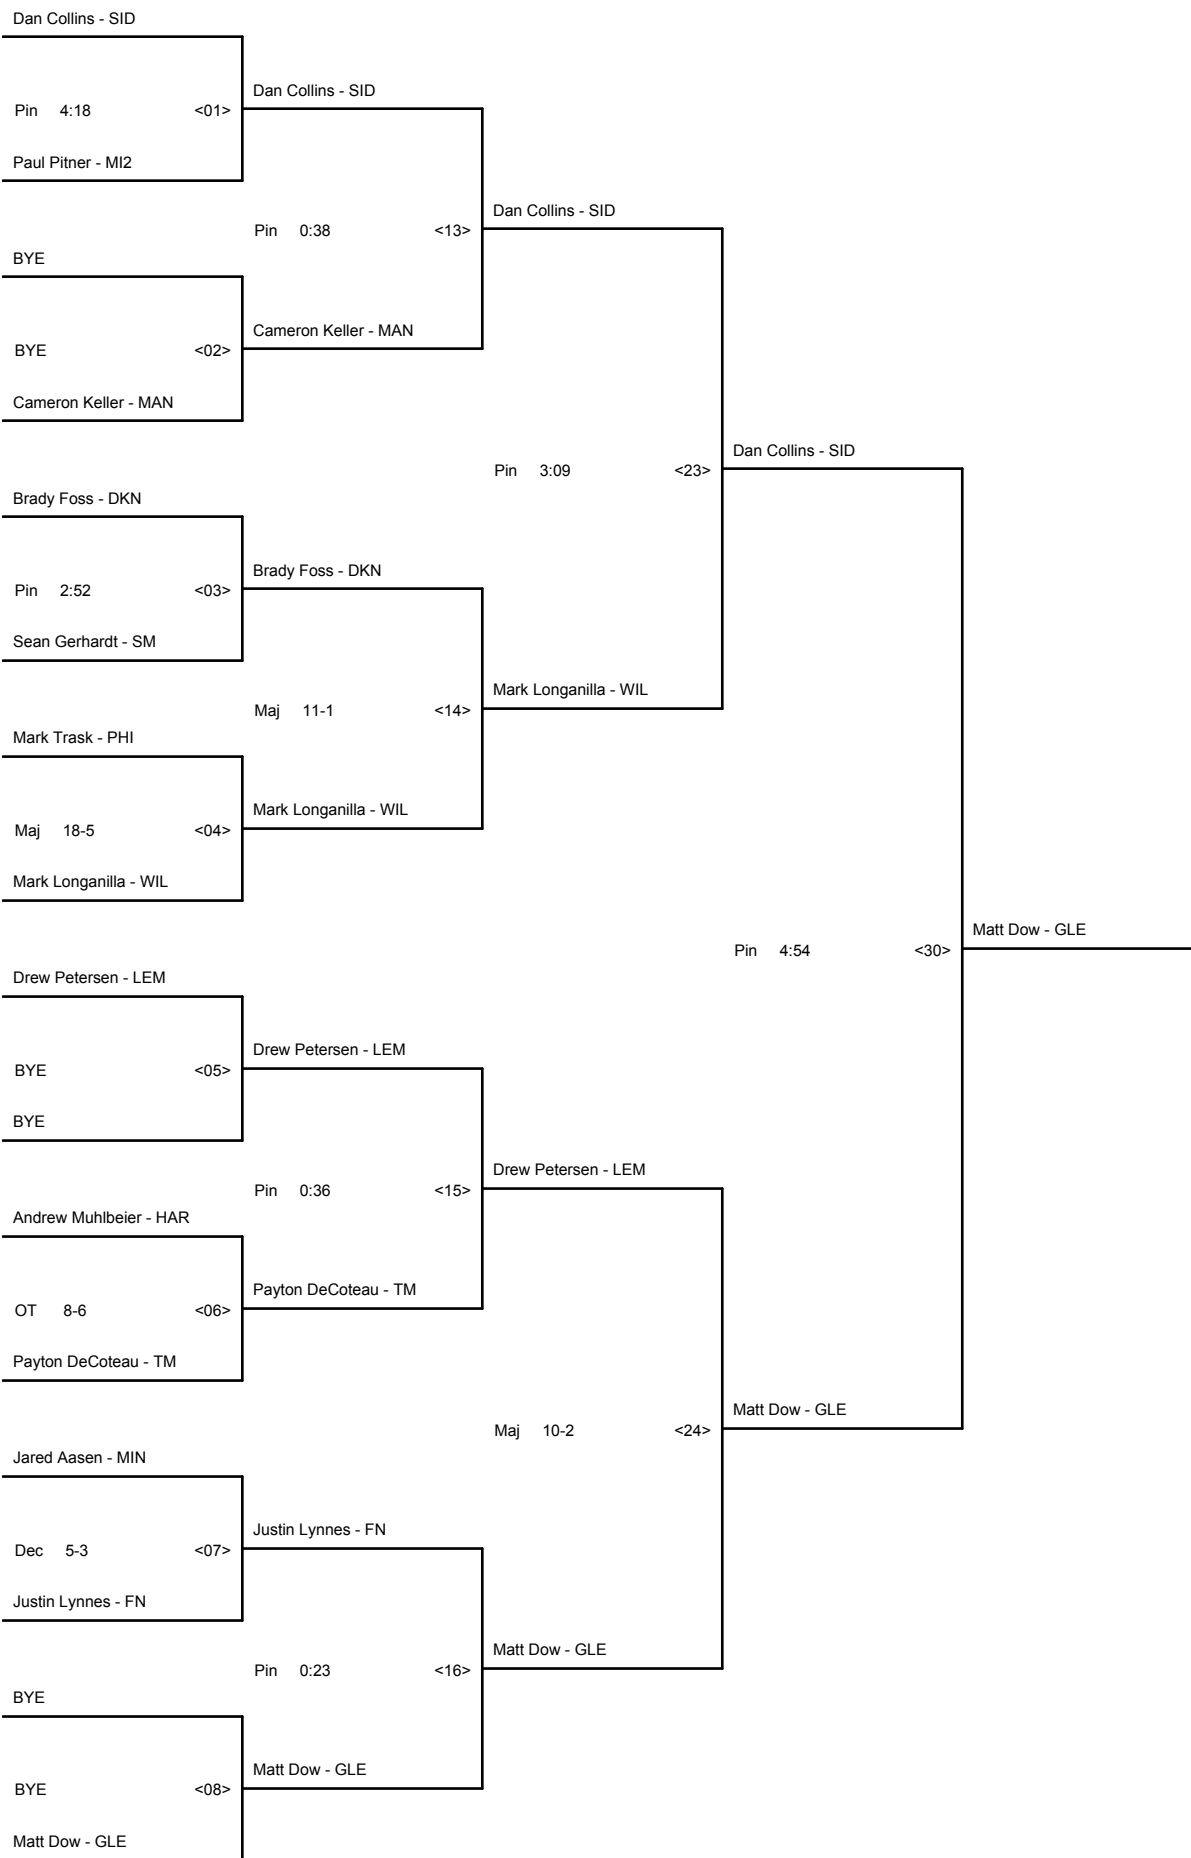 Dan Collins - SID
Dan Collins - SID
Pin 4:18 <01>
Paul Pitner - MI2
Dan Collins - SID
Pin 0:38 <13>
BYE
Cameron Keller - MAN
BYE <02>
Cameron Keller - MAN
Dan Collins - SID
Pin 3:09 <23>
Brady Foss - DKN
Brady Foss - DKN
Pin 2:52 <03>
Sean Gerhardt - SM
Mark Longanilla - WIL
Maj 11-1 <14>
Mark Trask - PHI
Mark Longanilla - WIL
Maj 18-5 <04>
Mark Longanilla - WIL
Matt Dow - GLE
Pin 4:54 <30>
Drew Petersen - LEM
Drew Petersen - LEM
BYE <05>
BYE
Drew Petersen - LEM
Pin 0:36 <15>
Andrew Muhlbeier - HAR
Payton DeCoteau - TM
OT 8-6 <06>
Payton DeCoteau - TM
Matt Dow - GLE
Maj 10-2 <24>
Jared Aasen - MIN
Justin Lynnes - FN
Dec 5-3 <07>
Justin Lynnes - FN
Matt Dow - GLE
Pin 0:23 <16>
BYE
Matt Dow - GLE
BYE <08>
Matt Dow - GLE